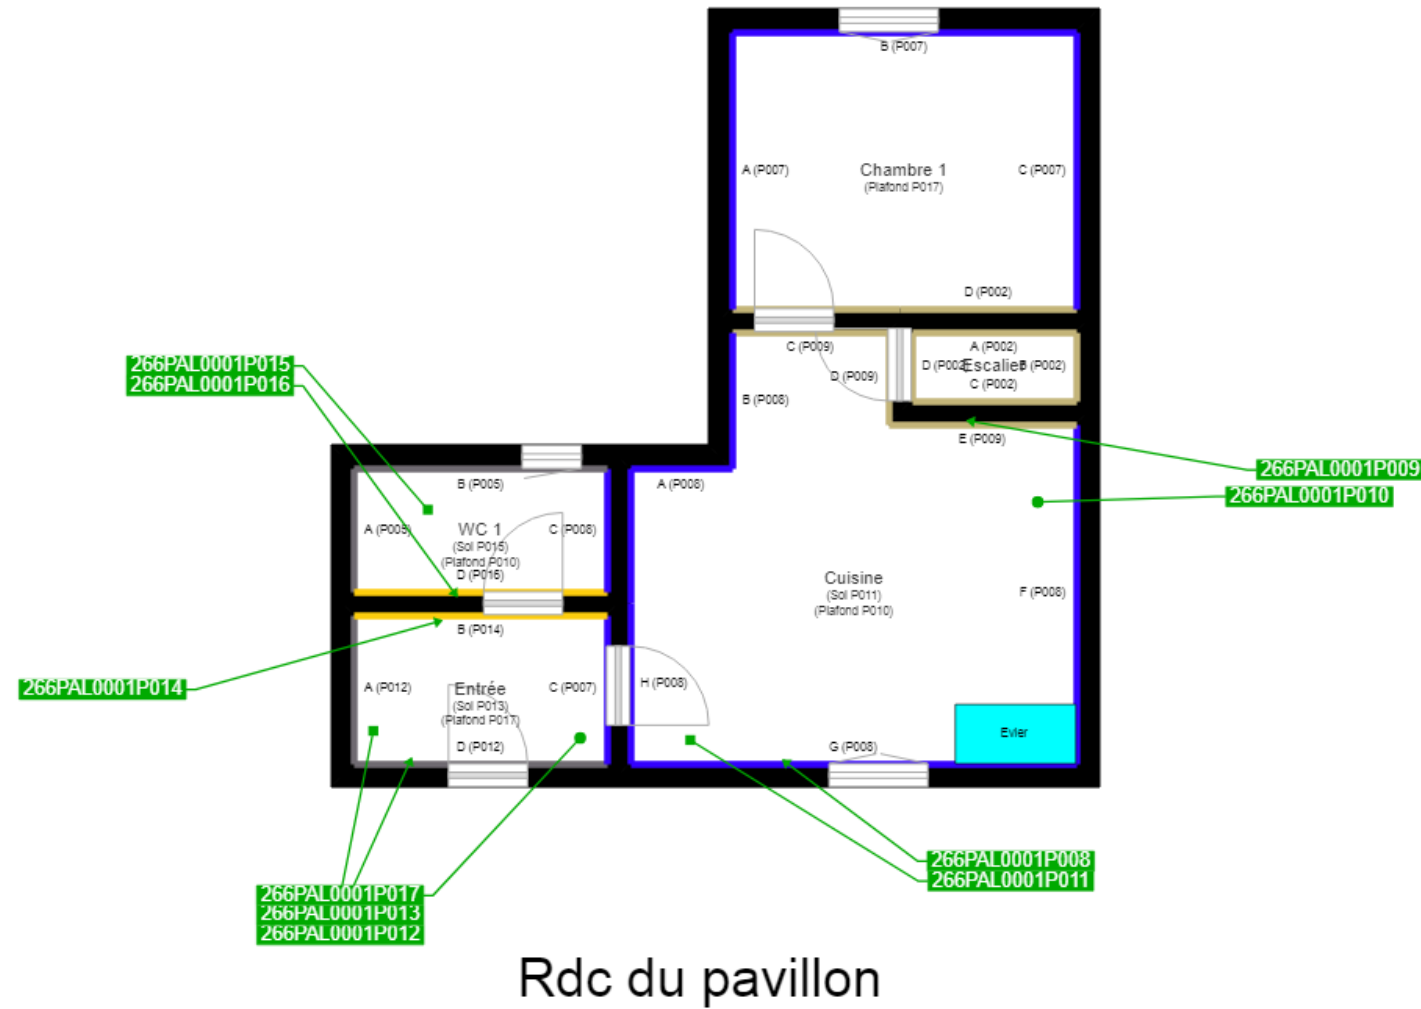 B (P007)
A (P007)
Chambre 1
(Plafond P017)
C (P007)
D (P002)
C (P009)
D (P009)
B (P008)
A (P002)
D (P002)
Escalier
B (P002)
C (P002)
E (P009)
266PAL0001P015
266PAL0001P016
266PAL0001P009
266PAL0001P010
B (P005)
A (P005)
WC 1
(Sol P015)
(Plafond P010)
D (P016)
C (P008)
A (P008)
Cuisine
(Sol P011)
(Plafond P010)
F (P008)
B (P014)
266PAL0001P014
A (P012)
Entrée
(Sol P013)
(Plafond P017)
C (P007)
D (P012)
H (P008)
G (P008)
Evier
266PAL0001P008
266PAL0001P011
266PAL0001P017
266PAL0001P013
266PAL0001P012
Rdc du pavillon